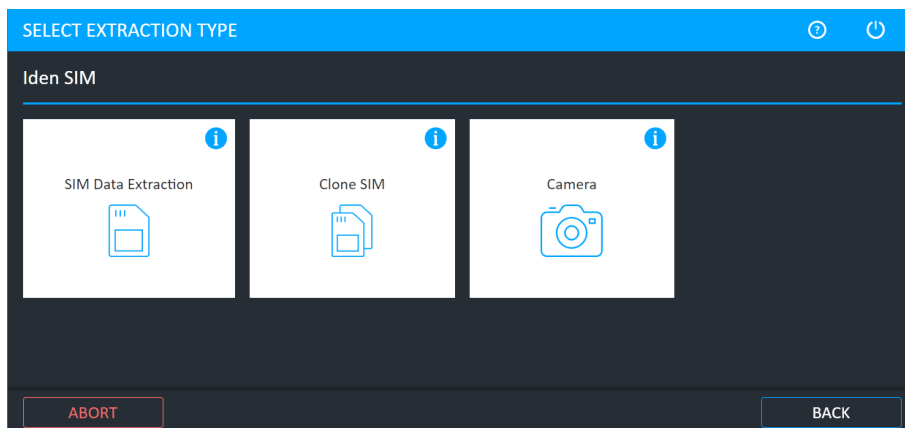 SELECT EXTRACTION TYPE
Iden SIM
SIM Data Extraction
Clone SIM
Camera
ABORT
BACK